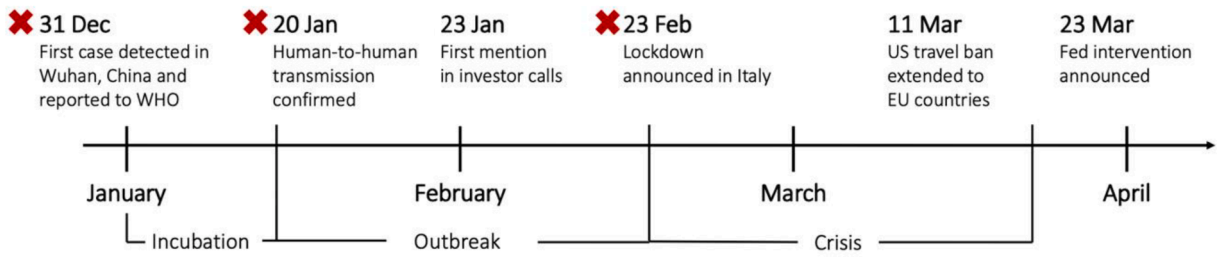 31 Dec
First case detected in
Wuhan, China and
reported to WHO
20 Jan
Human-to-human
transmission
confirmed
23 Jan
First mention
in investor calls
23 Feb
Lockdown
announced in Italy
11 Mar
US travel ban
extended to
EU countries
23 Mar
Fed intervention
announced
January
February
March
April
Incubation
Outbreak
Crisis